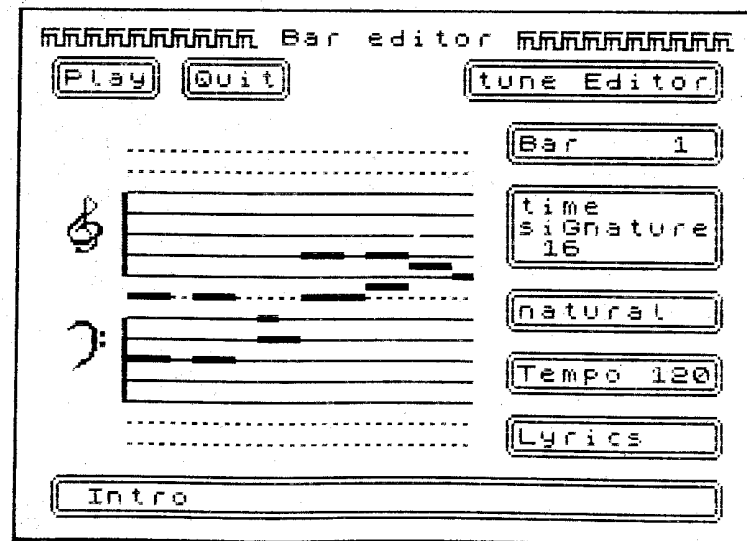 Bar editor
Play Quit tune Editor
Bar 1
time
siGnature
16
natural
Tempo 120
Lyrics
Intro